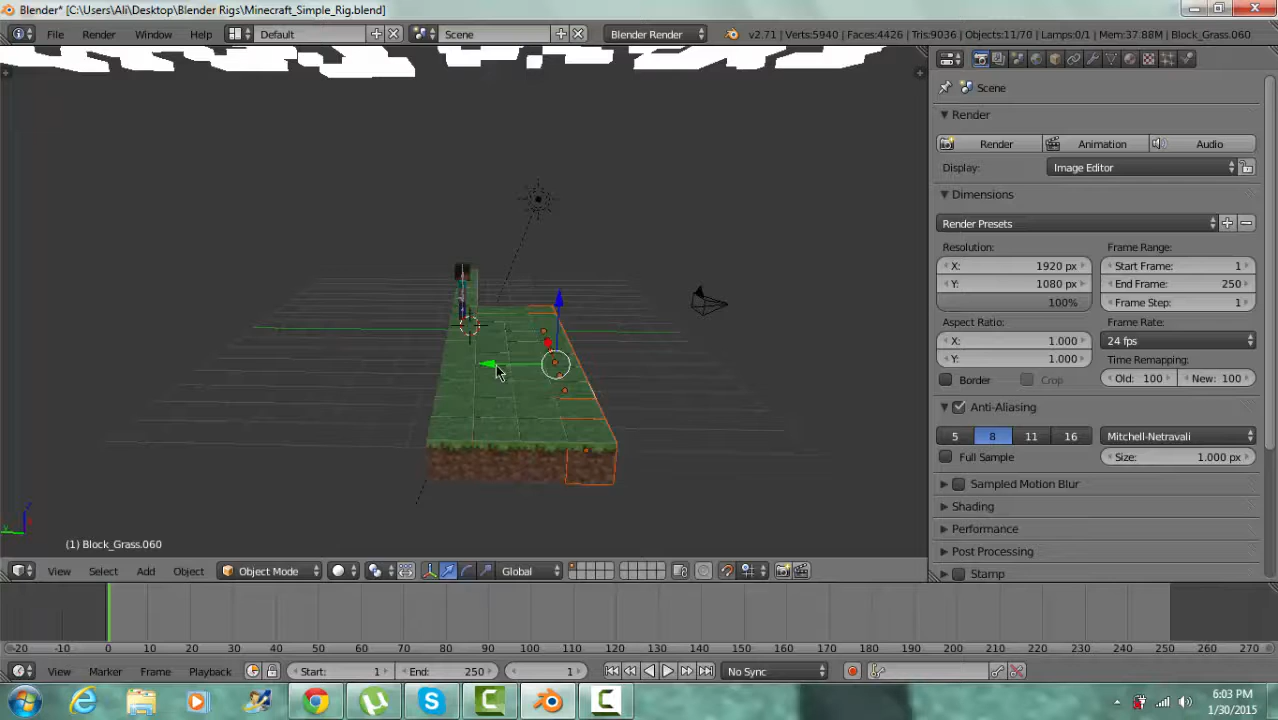 Blender* [C:\Users\Ali\Desktop\Blender Rigs\Minecraft_Simple_Rig.blend]
File Render Window Help Default Scene Blender Render v2.71 | Verts:5940 | Faces:4426 | Tris:9036 | Objects:11/70 | Lamps:0/1 | Mem:37.88M | Block_Grass.060
Scene
Render
Render Animation Audio
Display: Image Editor
Dimensions
Render Presets
Resolution: Frame Range:
X: 1920 px Start Frame: 1
Y: 1080 px End Frame: 250
100% Frame Step: 1
Aspect Ratio: Frame Rate:
X: 1.000 24 fps
Y: 1.000 Time Remapping:
Border Crop Old: 100 New: 100
Anti-Aliasing
5 8 11 16 Mitchell-Netravali
Full Sample Size: 1.000 px
Sampled Motion Blur
Shading
Performance
Post Processing
Stamp
(1) Block_Grass.060
View Select Add Object Object Mode Global
-20 -10 0 10 20 30 40 50 60 70 80 90 100 110 120 130 140 150 160 170 180 190 200 210 220 230 240 250 260 270
View Marker Frame Playback Start: 1 End: 250 1 No Sync
6:03 PM
1/30/2015